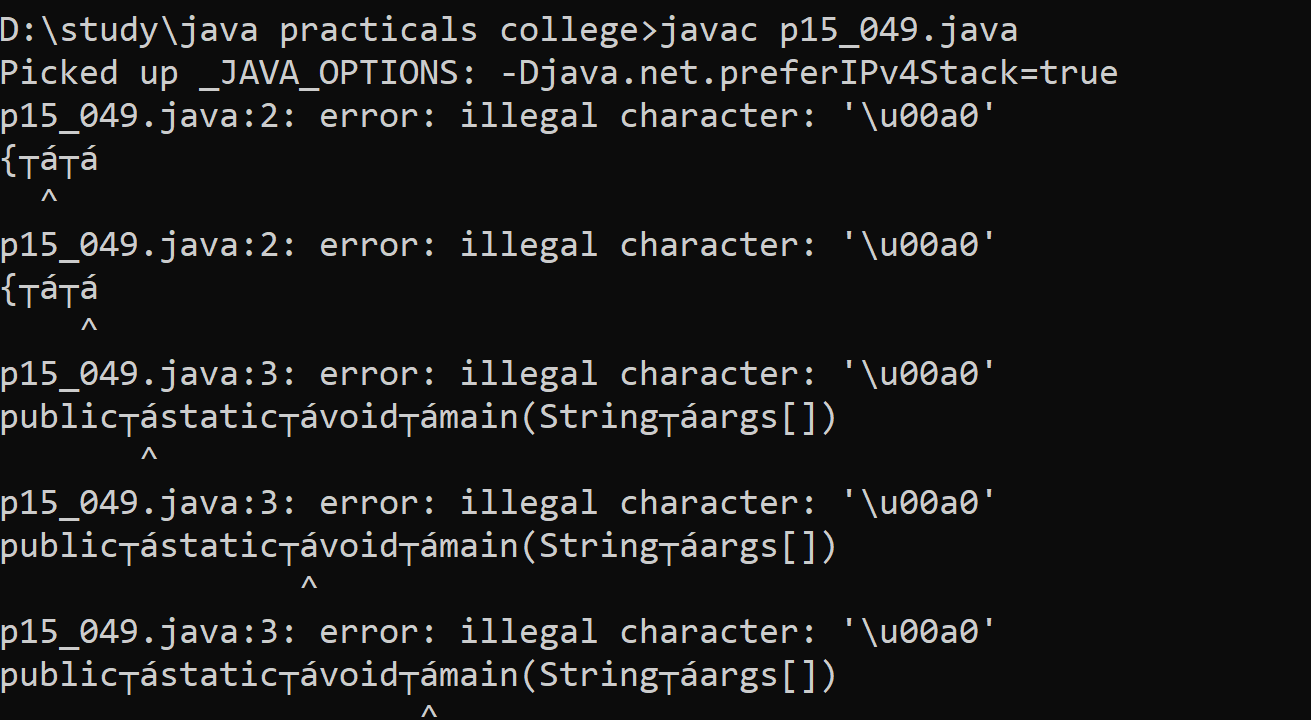 D:\study\java practicals college>javac p15_049.java
Picked up _JAVA_OPTIONS: -Djava.net.preferIPv4Stack=true
p15_049.java:2: error: illegal character: '\u00a0'
{┬á┬á
  ^
p15_049.java:2: error: illegal character: '\u00a0'
{┬á┬á
    ^
p15_049.java:3: error: illegal character: '\u00a0'
public┬ástatic┬ávoid┬ámain(String┬áargs[])
       ^
p15_049.java:3: error: illegal character: '\u00a0'
public┬ástatic┬ávoid┬ámain(String┬áargs[])
               ^
p15_049.java:3: error: illegal character: '\u00a0'
public┬ástatic┬ávoid┬ámain(String┬áargs[])
                     ^